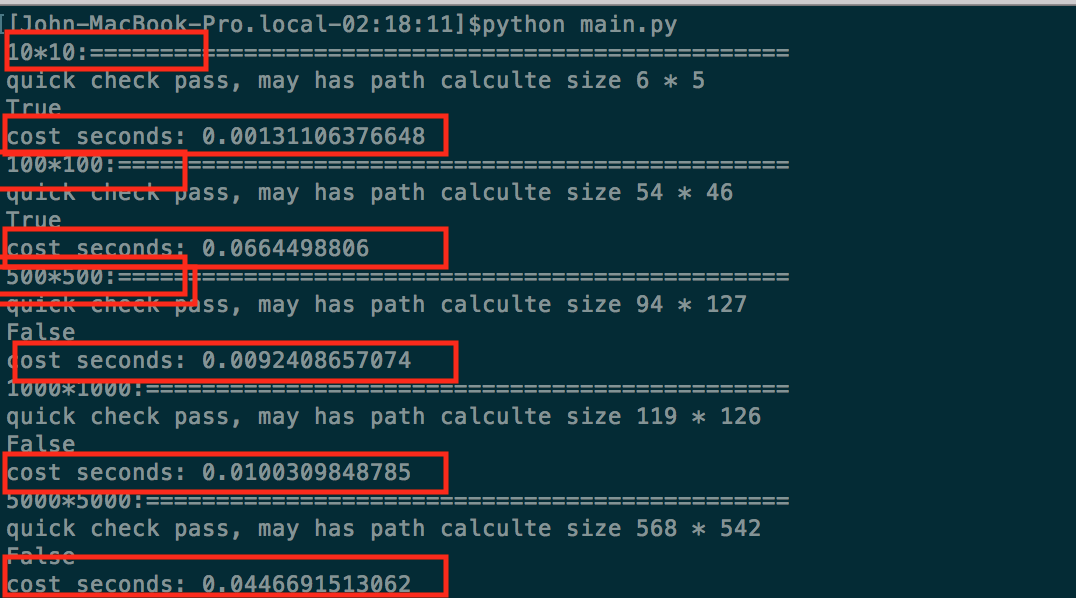 [[John-MacBook-Pro.local-02:18:11]$python main.py
10*10:==================================================
quick check pass, may has path calculte size 6 * 5
True
cost seconds: 0.00131106376648
100*100:================================================
quick check pass, may has path calculte size 54 * 46
True
cost seconds: 0.0664498806
500*500:================================================
quick check pass, may has path calculte size 94 * 127
False
cost seconds: 0.0092408657074
1000*1000:==============================================
quick check pass, may has path calculte size 119 * 126
False
cost seconds: 0.0100309848785
5000*5000:==============================================
quick check pass, may has path calculte size 568 * 542
False
cost seconds: 0.0446691513062